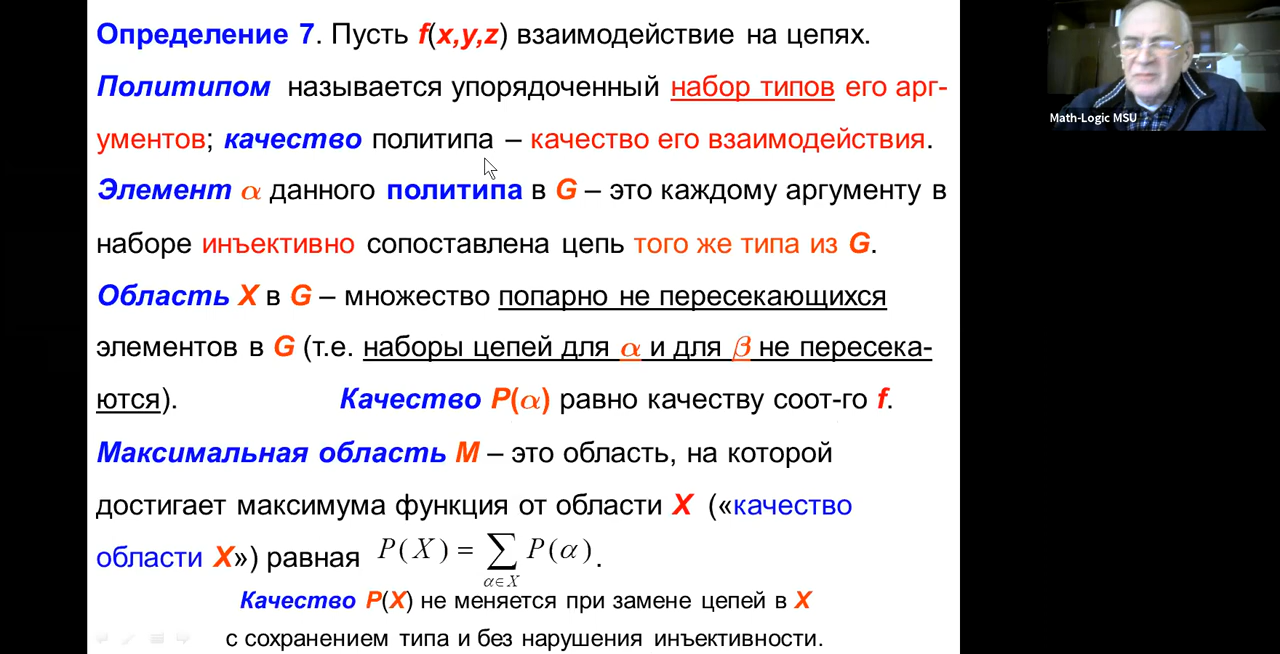 Определение 7. Пусть f(x,y,z) взаимодействие на цепях.
Политипом называется упорядоченный набор типов его арг-
ументов; качество политипа – качество его взаимодействия.
Элемент α данного политипа в G – это каждому аргументу в
наборе инъективно сопоставлена цепь того же типа из G.
Область X в G – множество попарно не пересекающихся
элементов в G (т.е. наборы цепей для α и для β не пересека-
ются). Качество P(α) равно качеству соот-го f.
Максимальная область M – это область, на которой
достигает максимума функция от области X («качество
области X») равная P(X) = ∑ P(α).
α∈X
Качество P(X) не меняется при замене цепей в X
с сохранением типа и без нарушения инъективности.
Math-Logic MSU